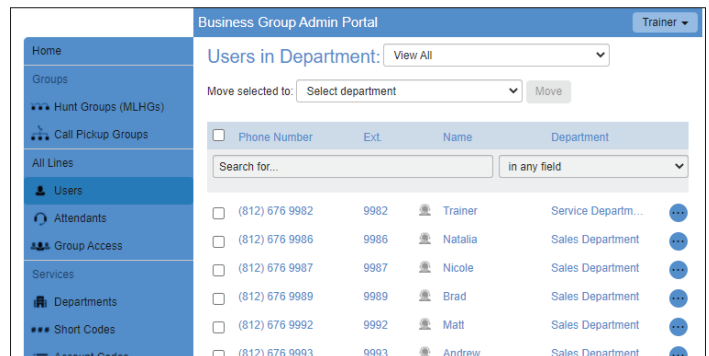 Business Group Admin Portal
Trainer
Home
Groups
Hunt Groups (MLHGs)
Call Pickup Groups
All Lines
Users
Attendants
Group Access
Services
Departments
Short Codes
Account Codes
Users in Department: View All
Move selected to: Select department Move
Phone Number Ext. Name Department
Search for... in any field
(812) 676 9982 9982 Trainer Service Departm...
(812) 676 9986 9986 Natalia Sales Department
(812) 676 9987 9987 Nicole Sales Department
(812) 676 9989 9989 Brad Sales Department
(812) 676 9992 9992 Matt Sales Department
(812) 676 9993 9993 Andrew Sales Department